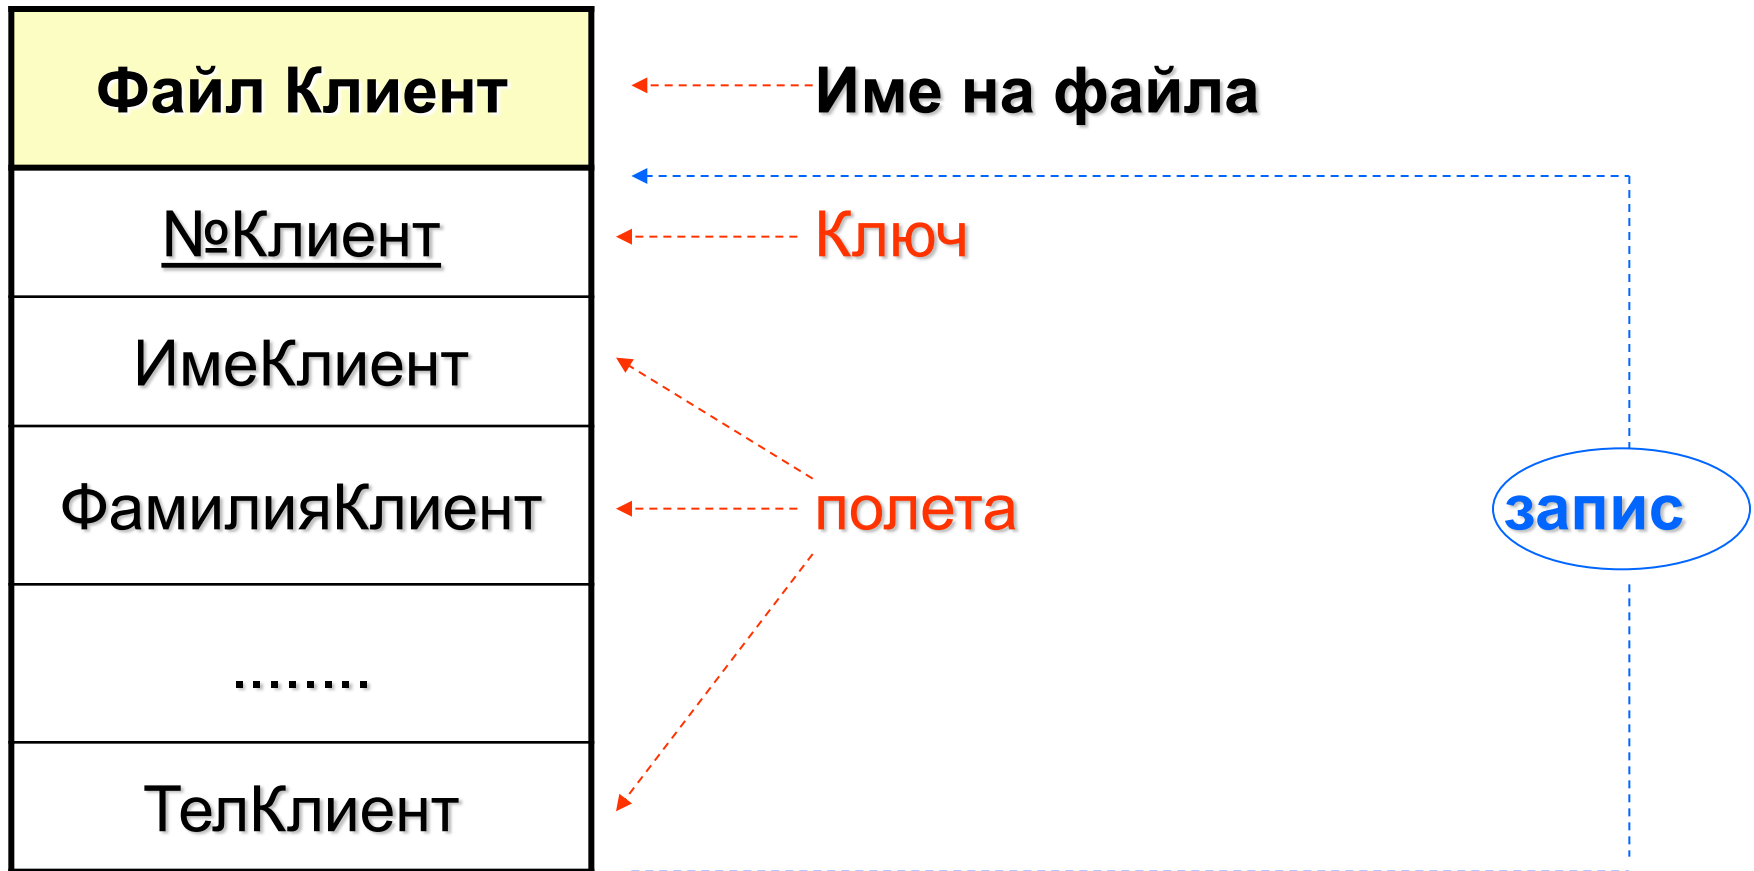 Файл Клиент
Име на файла
№Клиент
Ключ
ИмеКлиент
ФамилияКлиент
полета
запис
........
ТелКлиент